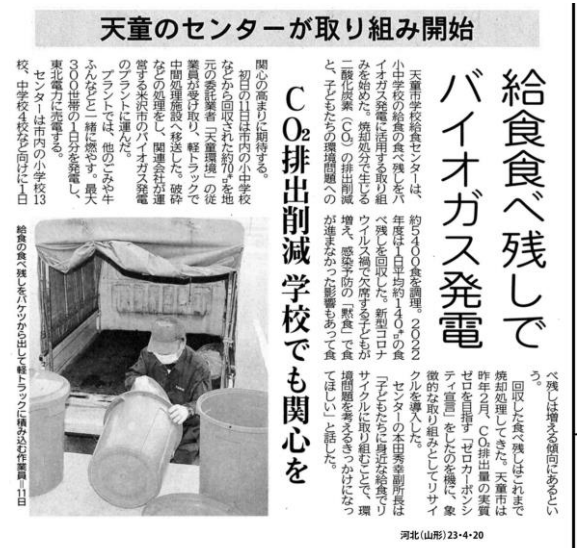 天童のセンターが取り組み開始
給食食べ残しで
バイオガス発電
CO₂排出削減 学校でも関心を
天童市学校給食センターは、
小中学校の給食の食べ残しをバ
イオガス発電に活用する取り組
みを始めた。焼却処分で生じる
二酸化炭素（CO₂）の排出削減
と、子どもたちの環境問題への
関心の高まりに期待する。
初日の11日は市内の小中学校
などから回収された約70㌔を地
元の委託業者「天童環境」の従
業員が受け取り、軽トラックで
中間処理施設へ移送した。破砕
などの処理をし、関連会社が運
営する米沢市のバイオガス発電
のプラントに運んだ。
プラントでは、他のごみや牛
ふんなどと一緒に燃やす。最大
300世帯の1日分を発電し、
東北電力に売電する。
センターは市内の小学校13
校、中学校4校など向けに1日
約5400食を調理。2022
年度は1日平均約140㌔の食
べ残しを回収した。新型コロナ
ウイルス禍で欠席する子どもが
増え、感染予防の「黙食」で食
が進まなかった影響もあって食
べ残しは増える傾向にあるとい
う。
回収した食べ残しはこれまで
焼却処理してきた。天童市は
昨年2月、CO₂排出量の実質
ゼロを目指す「ゼロカーボンシ
ティ宣言」をしたのを機に、象
徴的な取り組みとしてリサイ
クルを導入した。
センターの本田秀幸副所長は
「子どもたちに身近な給食でリ
サイクルに取り組むことで、環
境問題を考えるきっかけになっ
てほしい」と話した。
給食の食べ残しをバケツから出して軽トラックに積み込む作業員＝11日
河北(山形)23・4・20